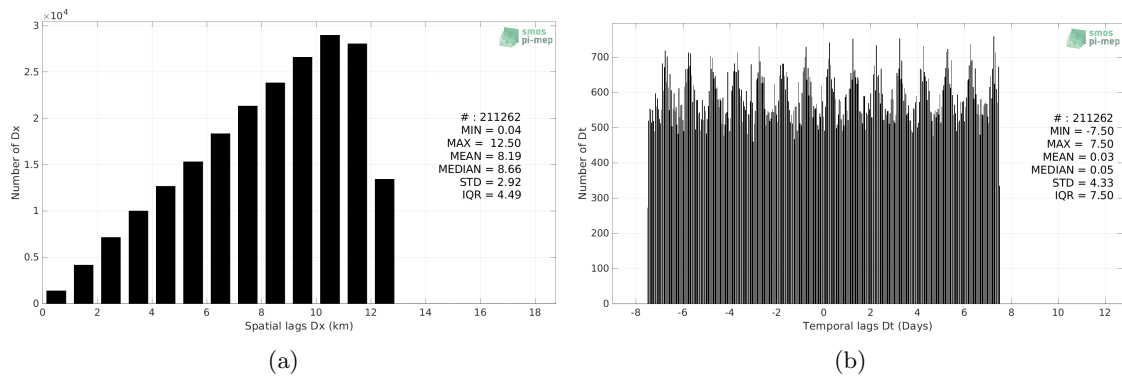 ×10⁴
3
2.5
2
1.5
1
0.5
0
Number of Dx
0 2 4 6 8 10 12 14 16 18
Spatial lags Dx (km)
smos
pi-mep
# : 211262
MIN = 0.04
MAX = 12.50
MEAN = 8.19
MEDIAN = 8.66
STD = 2.92
IQR = 4.49
(a)
700
600
500
400
300
200
100
0
Number of Dt
-8 -6 -4 -2 0 2 4 6 8 10 12
Temporal lags Dt (Days)
smos
pi-mep
# : 211262
MIN = -7.50
MAX = 7.50
MEAN = 0.03
MEDIAN = 0.05
STD = 4.33
IQR = 7.50
(b)